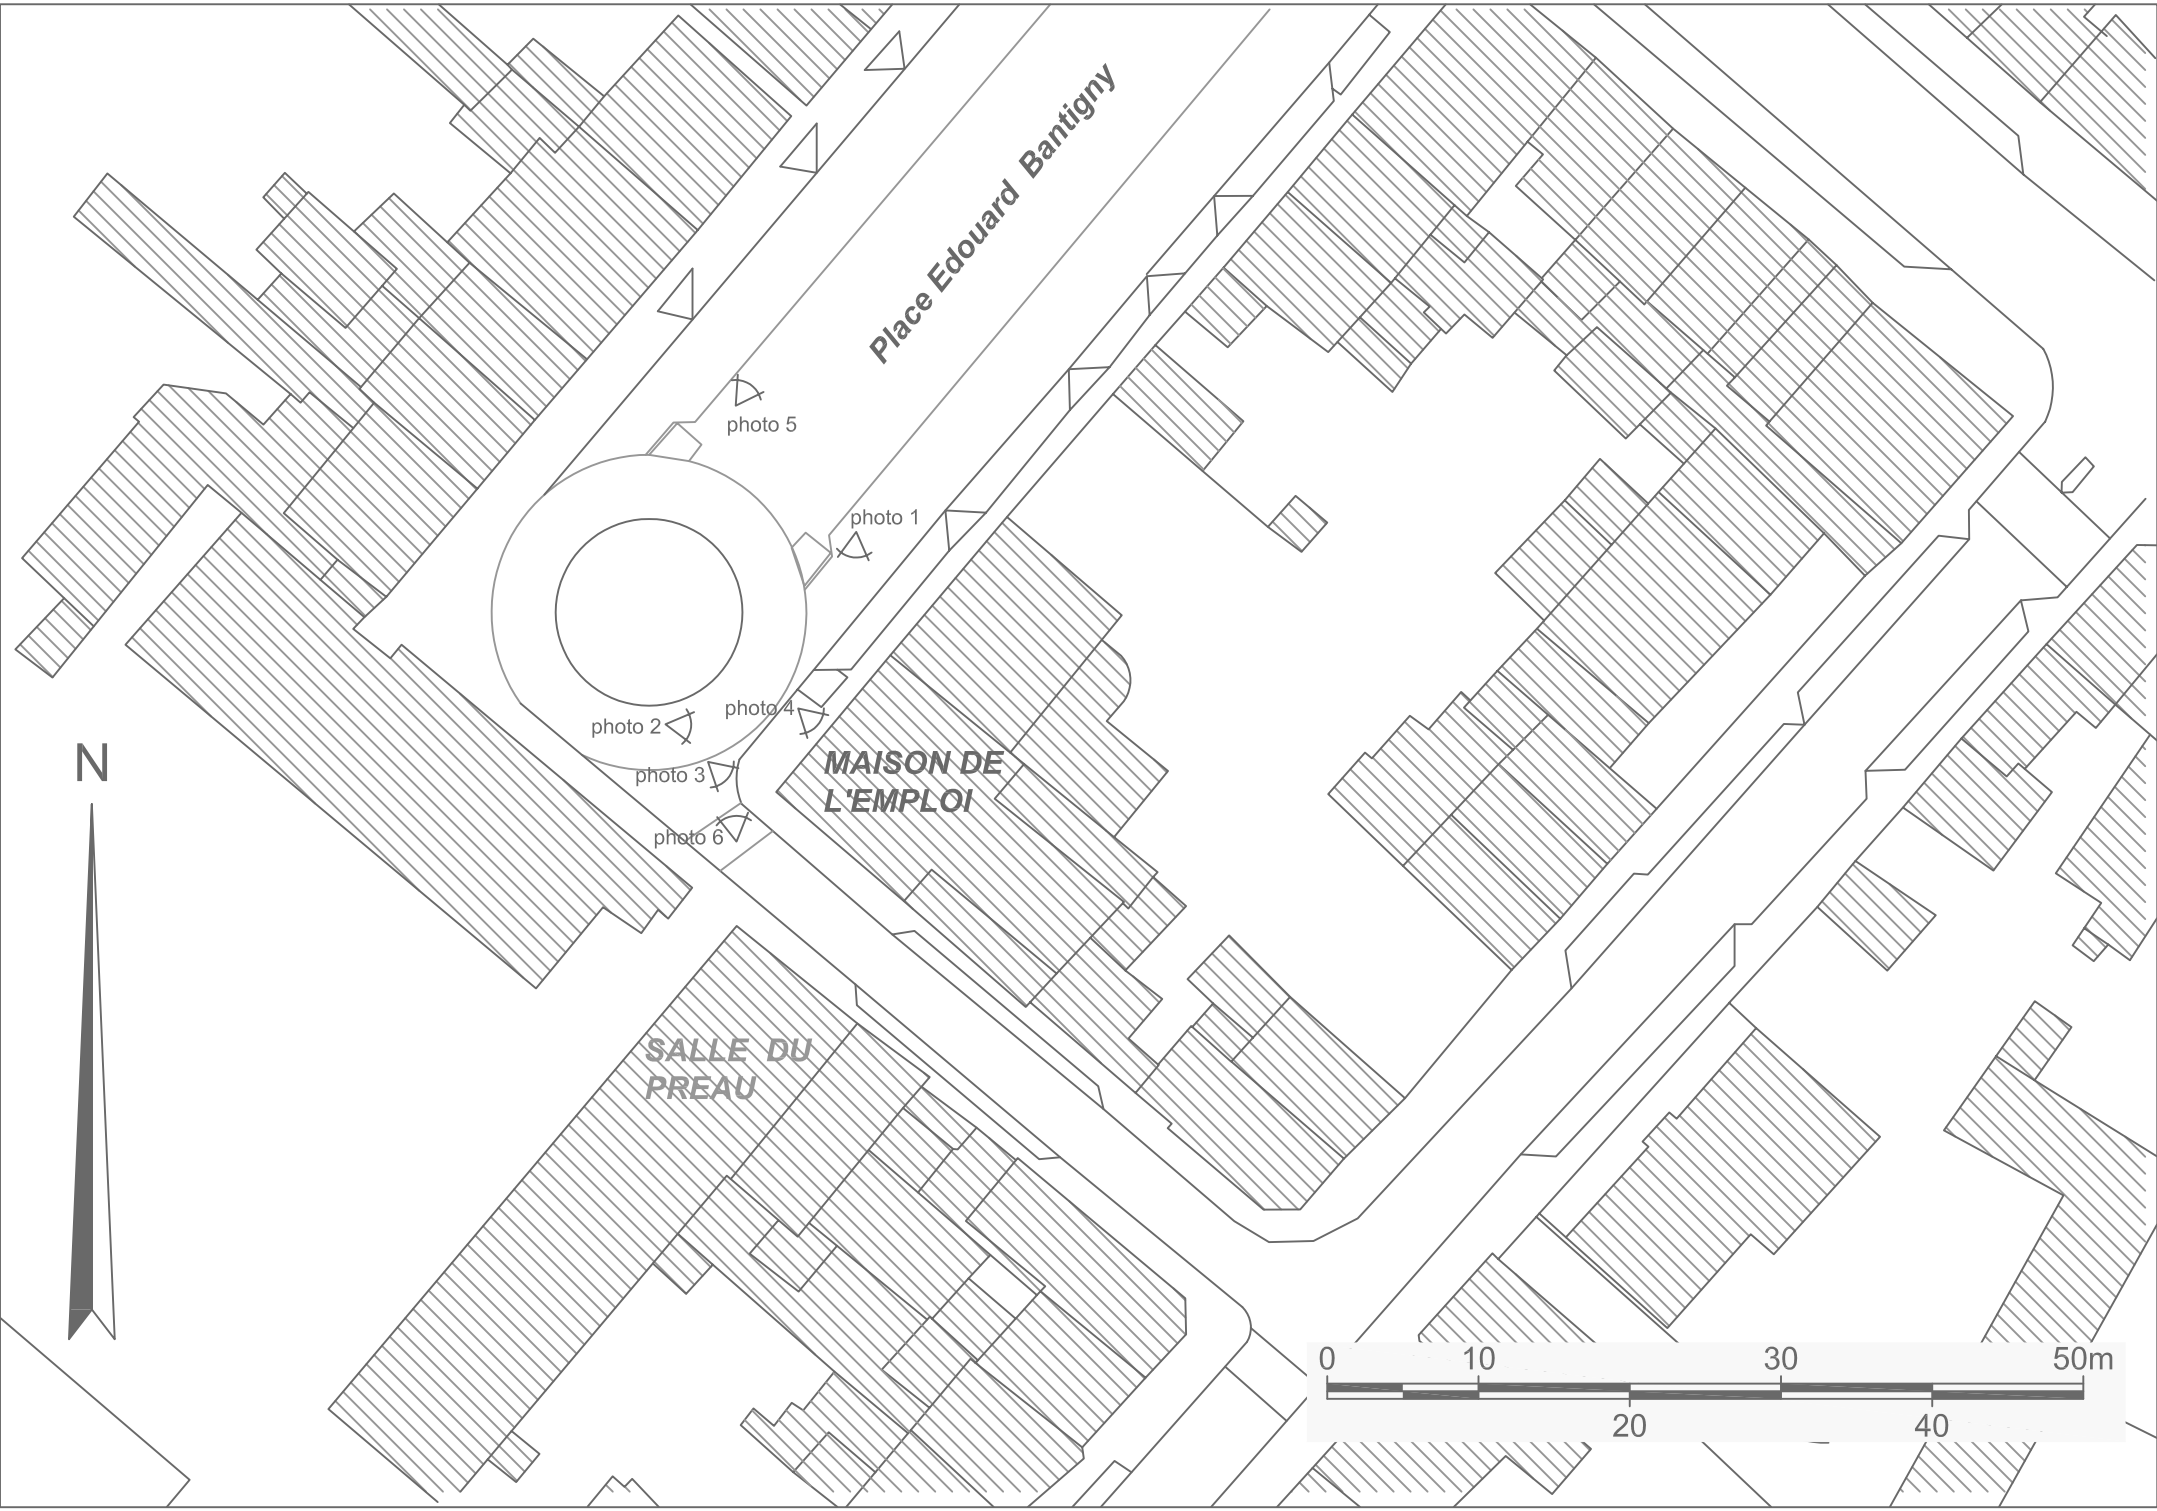 Place Edouard Bantigny
photo 5
photo 1
photo 4
photo 2
photo 3
photo 6
MAISON DE
L'EMPLOI
N
SALLE DU
PREAU
0 10 30 50m
20 40